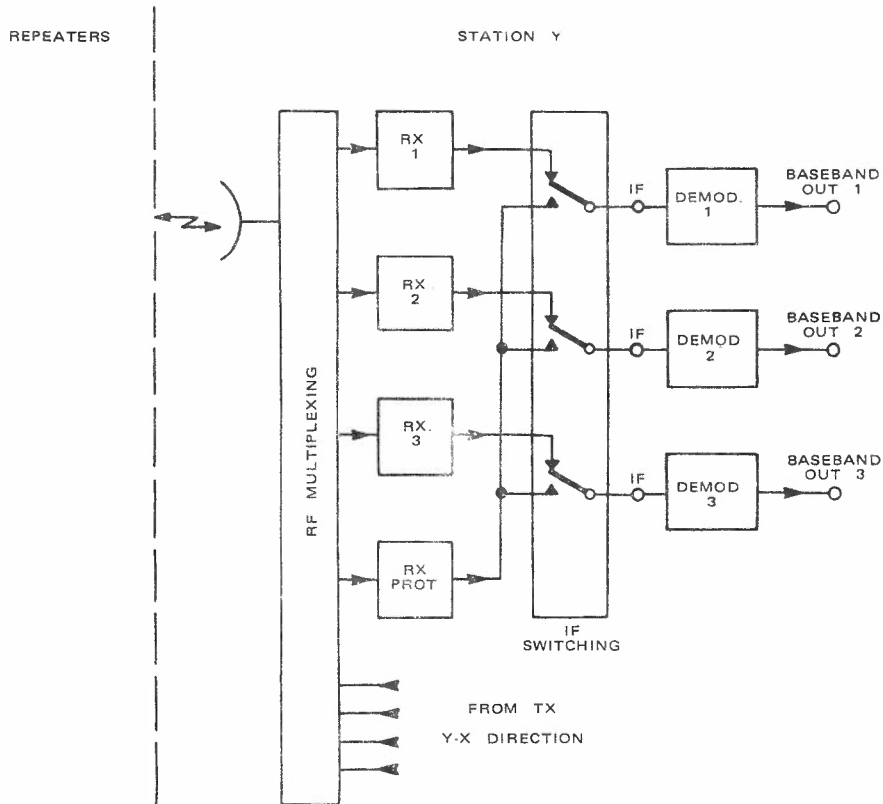 REPEATERS
STATION Y
RX
1
IF
DEMOD.
1
BASEBAND
OUT 1
RX.
2
IF
DEMOD
2
BASEBAND
OUT 2
RF MULTIPLEXING
RX.
3
IF
DEMOD
3
BASEBAND
OUT 3
RX
PROT
IF
SWITCHING
FROM TX
Y-X DIRECTION